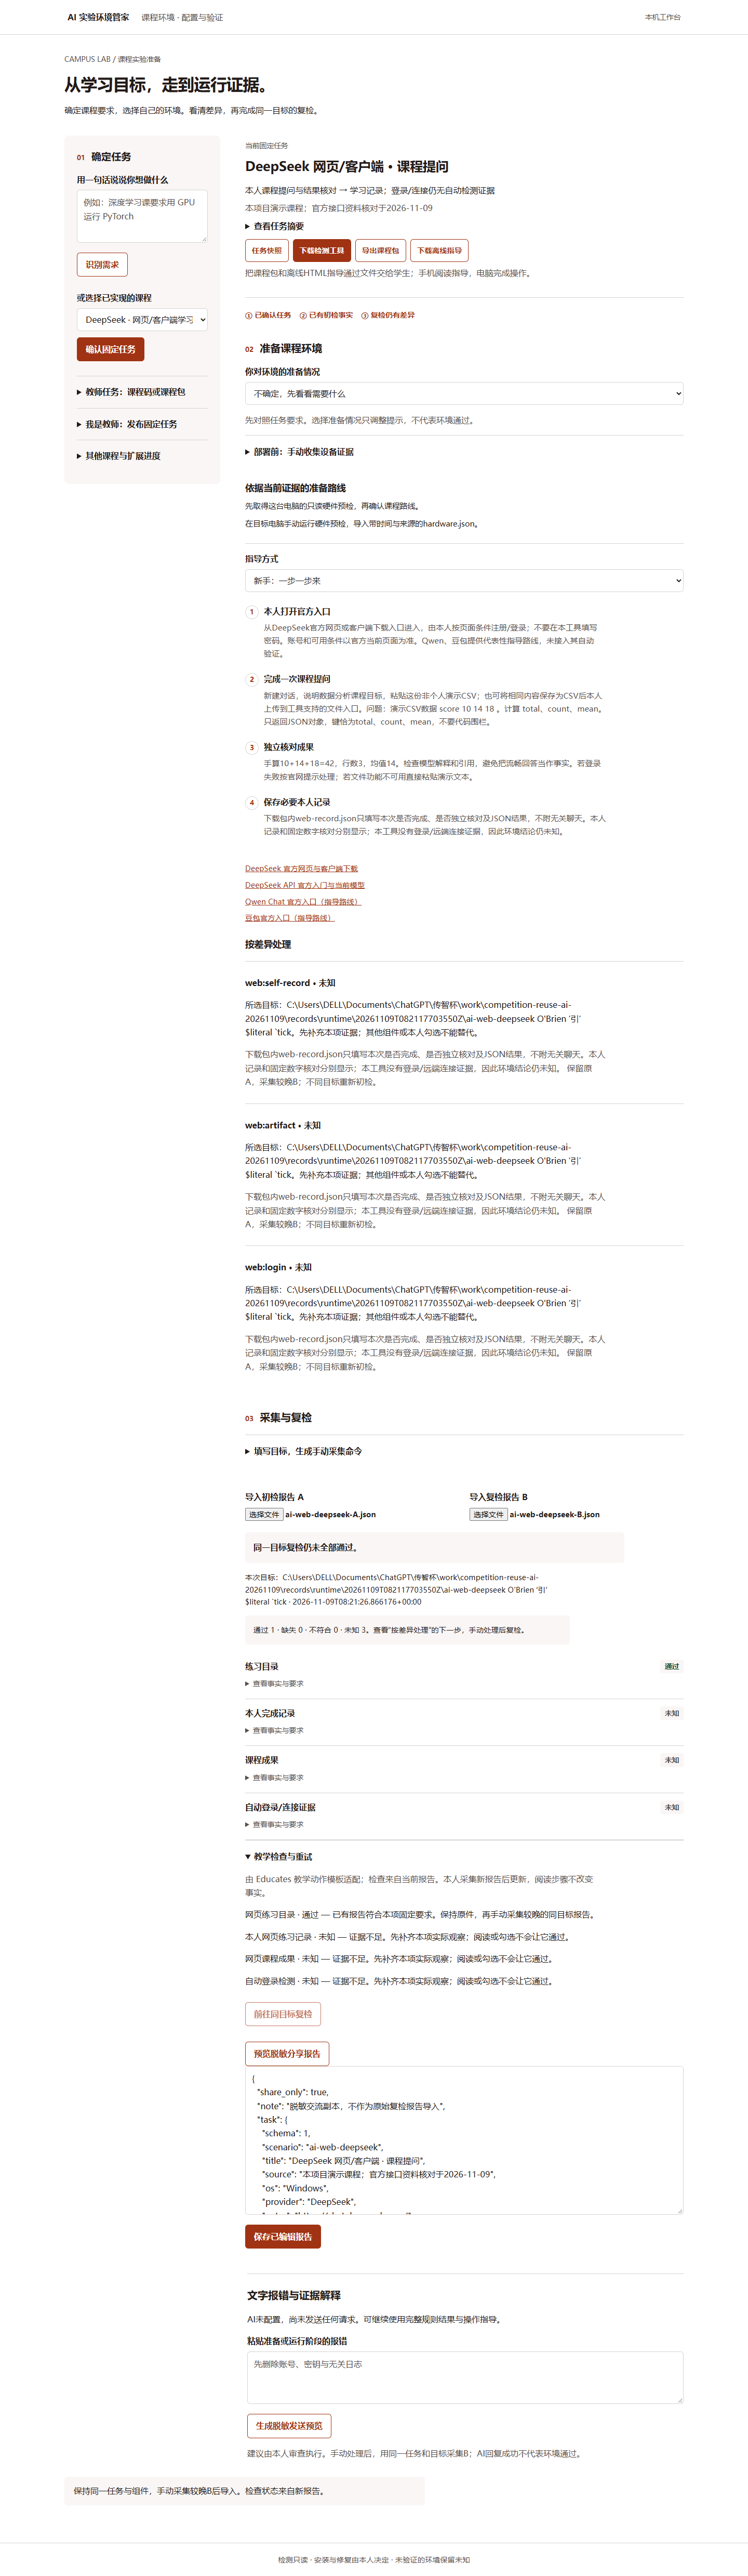 AI 实验环境管家
课程环境 · 配置与验证
本机工作台
CAMPUS LAB / 课程实验准备
从学习目标，走到运行证据。
确定课程要求，选择自己的环境。看清差异，再完成同一目标的复检。
01 确定任务
用一句话说说你想做什么
例如：深度学习课要求用 GPU
运行 PyTorch
识别需求
或选择已实现的课程
DeepSeek · 网页/客户端学习
确认固定任务
教师任务：课程码或课程包
我是教师：发布固定任务
其他课程与扩展进度
当前固定任务
DeepSeek 网页/客户端 · 课程提问
本人课程提问与结果核对 → 学习记录；登录/连接仍无自动检测证据
本项目演示课程；官方接口资料核对于2026-11-09
查看任务摘要
任务快照
下载检测工具
导出课程包
下载离线指导
把课程包和离线HTML指导通过文件交给学生；手机阅读指导，电脑完成操作。
① 已确认任务 ② 已有初检事实 ③ 复检仍有差异
02 准备课程环境
你对环境的准备情况
不确定，先看看需要什么
先对照任务要求。选择准备情况只调整提示，不代表环境通过。
部署前：手动收集设备证据
依据当前证据的准备路线
先取得这台电脑的只读硬件预检，再确认课程路线。
在目标电脑手动运行硬件预检，导入带时间与来源的hardware.json。
指导方式
新手：一步一步来
1 本人打开官方入口
从DeepSeek官方网页或客户端下载入口进入，由本人按页面条件注册/登录；不要在本工具填写
密码。账号和可用条件以官方当前页面为准。Qwen、豆包提供代表性指导路线，未接入其自动
验证。
2 完成一次课程提问
新建对话，说明数据分析课程目标，粘贴这份非个人演示CSV；也可将相同内容保存为CSV后本人
上传到工具支持的文件入口。问题：演示CSV数据 score 10 14 18 。计算 total、count、mean。
只返回JSON对象，键恰为total、count、mean，不要代码围栏。
3 独立核对成果
手算10+14+18=42，行数3，均值14。检查模型解释和引用，避免把流畅回答当作事实。若登录
失败按官网提示处理；若文件功能不可用直接粘贴演示文本。
4 保存必要本人记录
下载包内web-record.json只填写本次是否完成、是否独立核对及JSON结果，不附无关聊天。本人
记录和固定数字核对分别显示；本工具没有登录/远端连接证据，因此环境结论仍未知。
DeepSeek 官方网页与客户端下载
DeepSeek API 官方入门与当前模型
Qwen Chat 官方入口（指导路线）
豆包官方入口（指导路线）
按差异处理
web:self-record • 未知
所选目标：C:\Users\DELL\Documents\ChatGPT\传智杯\work\competition-reuse-ai-
20261109\records\runtime\20261109T082117703550Z\ai-web-deepseek O'Brien ‘引’
$literal `tick。先补充本项证据；其他组件或本人勾选不能替代。
下载包内web-record.json只填写本次是否完成、是否独立核对及JSON结果，不附无关聊天。本人
记录和固定数字核对分别显示；本工具没有登录/远端连接证据，因此环境结论仍未知。 保留原
A，采集较晚B；不同目标重新初检。
web:artifact • 未知
所选目标：C:\Users\DELL\Documents\ChatGPT\传智杯\work\competition-reuse-ai-
20261109\records\runtime\20261109T082117703550Z\ai-web-deepseek O'Brien ‘引’
$literal `tick。先补充本项证据；其他组件或本人勾选不能替代。
下载包内web-record.json只填写本次是否完成、是否独立核对及JSON结果，不附无关聊天。本人
记录和固定数字核对分别显示；本工具没有登录/远端连接证据，因此环境结论仍未知。 保留原
A，采集较晚B；不同目标重新初检。
web:login • 未知
所选目标：C:\Users\DELL\Documents\ChatGPT\传智杯\work\competition-reuse-ai-
20261109\records\runtime\20261109T082117703550Z\ai-web-deepseek O'Brien ‘引’
$literal `tick。先补充本项证据；其他组件或本人勾选不能替代。
下载包内web-record.json只填写本次是否完成、是否独立核对及JSON结果，不附无关聊天。本人
记录和固定数字核对分别显示；本工具没有登录/远端连接证据，因此环境结论仍未知。 保留原
A，采集较晚B；不同目标重新初检。
03 采集与复检
填写目标，生成手动采集命令
导入初检报告 A
选择文件 ai-web-deepseek-A.json
导入复检报告 B
选择文件 ai-web-deepseek-B.json
同一目标复检仍未全部通过。
本次目标：C:\Users\DELL\Documents\ChatGPT\传智杯\work\competition-reuse-ai-
20261109\records\runtime\20261109T082117703550Z\ai-web-deepseek O'Brien ‘引’
$literal `tick · 2026-11-09T08:21:26.866176+00:00
通过 1 · 缺失 0 · 不符合 0 · 未知 3。查看“按差异处理”的下一步，手动处理后复检。
练习目录 通过
查看事实与要求
本人完成记录 未知
查看事实与要求
课程成果 未知
查看事实与要求
自动登录/连接证据 未知
查看事实与要求
教学检查与重试
由 Educates 教学动作模板适配；检查来自当前报告。本人采集新报告后更新，阅读步骤不改变
事实。
网页练习目录 · 通过 — 已有报告符合本项固定要求。保持原件，再手动采集较晚的同目标报告。
本人网页练习记录 · 未知 — 证据不足。先补齐本项实际观察；阅读或勾选不会让它通过。
网页课程成果 · 未知 — 证据不足。先补齐本项实际观察；阅读或勾选不会让它通过。
自动登录检测 · 未知 — 证据不足。先补齐本项实际观察；阅读或勾选不会让它通过。
前往同目标复检
预览脱敏分享报告
{
"share_only": true,
"note": "脱敏交流副本，不作为原始复检报告导入",
"task": {
"schema": 1,
"scenario": "ai-web-deepseek",
"title": "DeepSeek 网页/客户端 · 课程提问",
"source": "本项目演示课程；官方接口资料核对于2026-11-09",
"os": "Windows",
"provider": "DeepSeek",
保存已编辑报告
文字报错与证据解释
AI未配置，尚未发送任何请求。可继续使用完整规则结果与操作指导。
粘贴准备或运行阶段的报错
先删除账号、密钥与无关日志
生成脱敏发送预览
建议由本人审查执行。手动处理后，用同一任务和目标采集B；AI回复成功不代表环境通过。
保持同一任务与组件，手动采集较晚B后导入。检查状态来自新报告。
检测只读 · 安装与修复由本人决定 · 未验证的环境保留未知